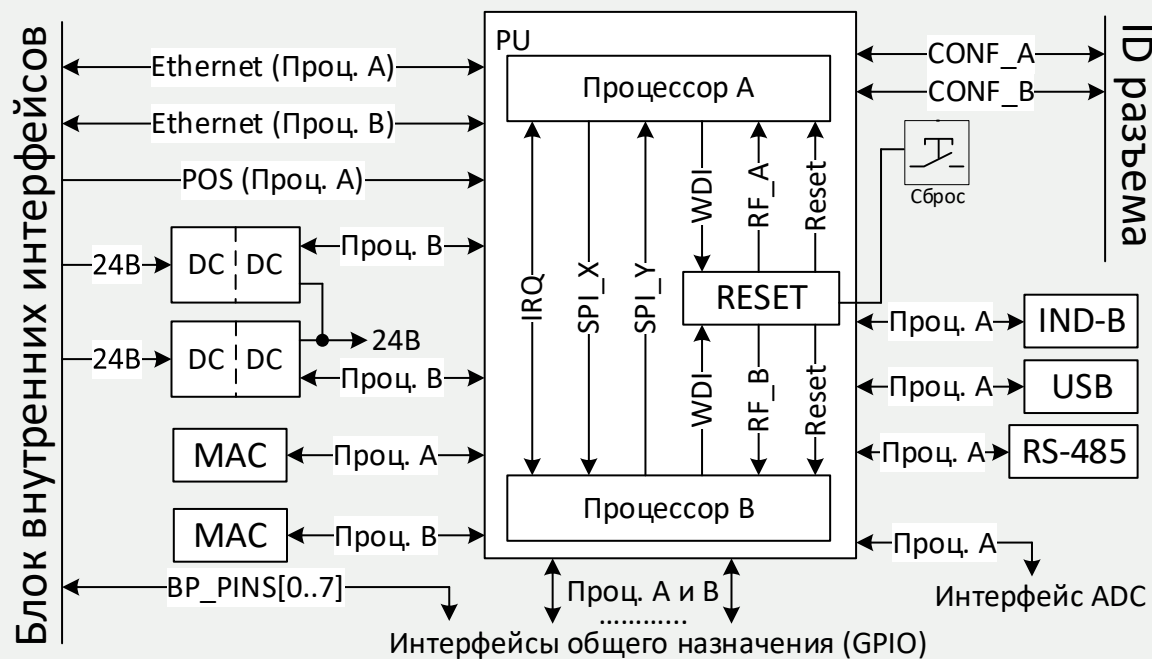 Блок внутренних интерфейсов
Ethernet (Проц. А)
Ethernet (Проц. В)
POS (Проц. А)
24В
DC
DC
Проц. В
24В
24В
DC
DC
Проц. В
MAC
Проц. А
MAC
Проц. В
BP_PINS[0..7]
PU
Процессор А
IRQ
SPI_X
SPI_Y
WDI
RF_A
Reset
RESET
WDI
RF_B
Reset
Процессор В
Проц. А и В
............
Интерфейсы общего назначения (GPIO)
CONF_A
CONF_B
ID разъема
Сброс
Проц. А
IND-B
Проц. А
USB
Проц. А
RS-485
Проц. А
Интерфейс ADC